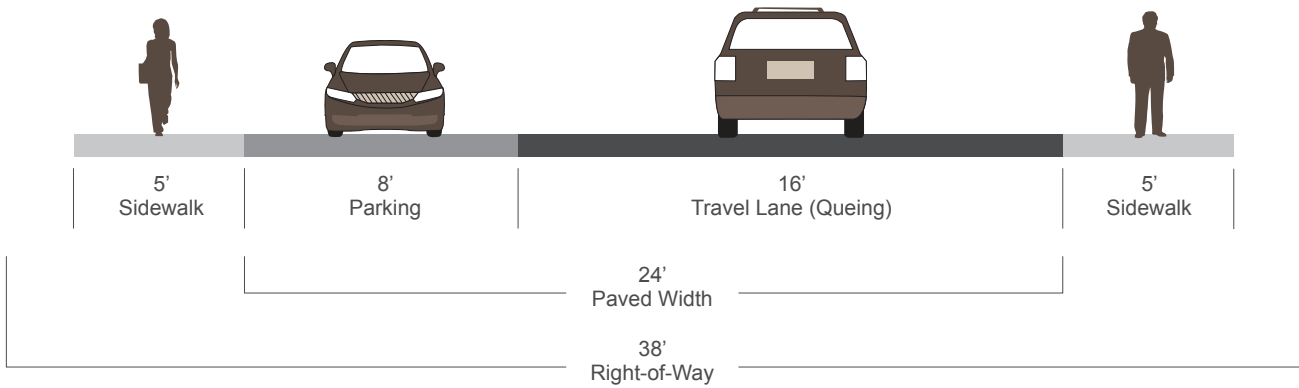 5’
Sidewalk
8’
Parking
16’
Travel Lane (Queing)
5’
Sidewalk
24’
Paved Width
38’
Right-of-Way